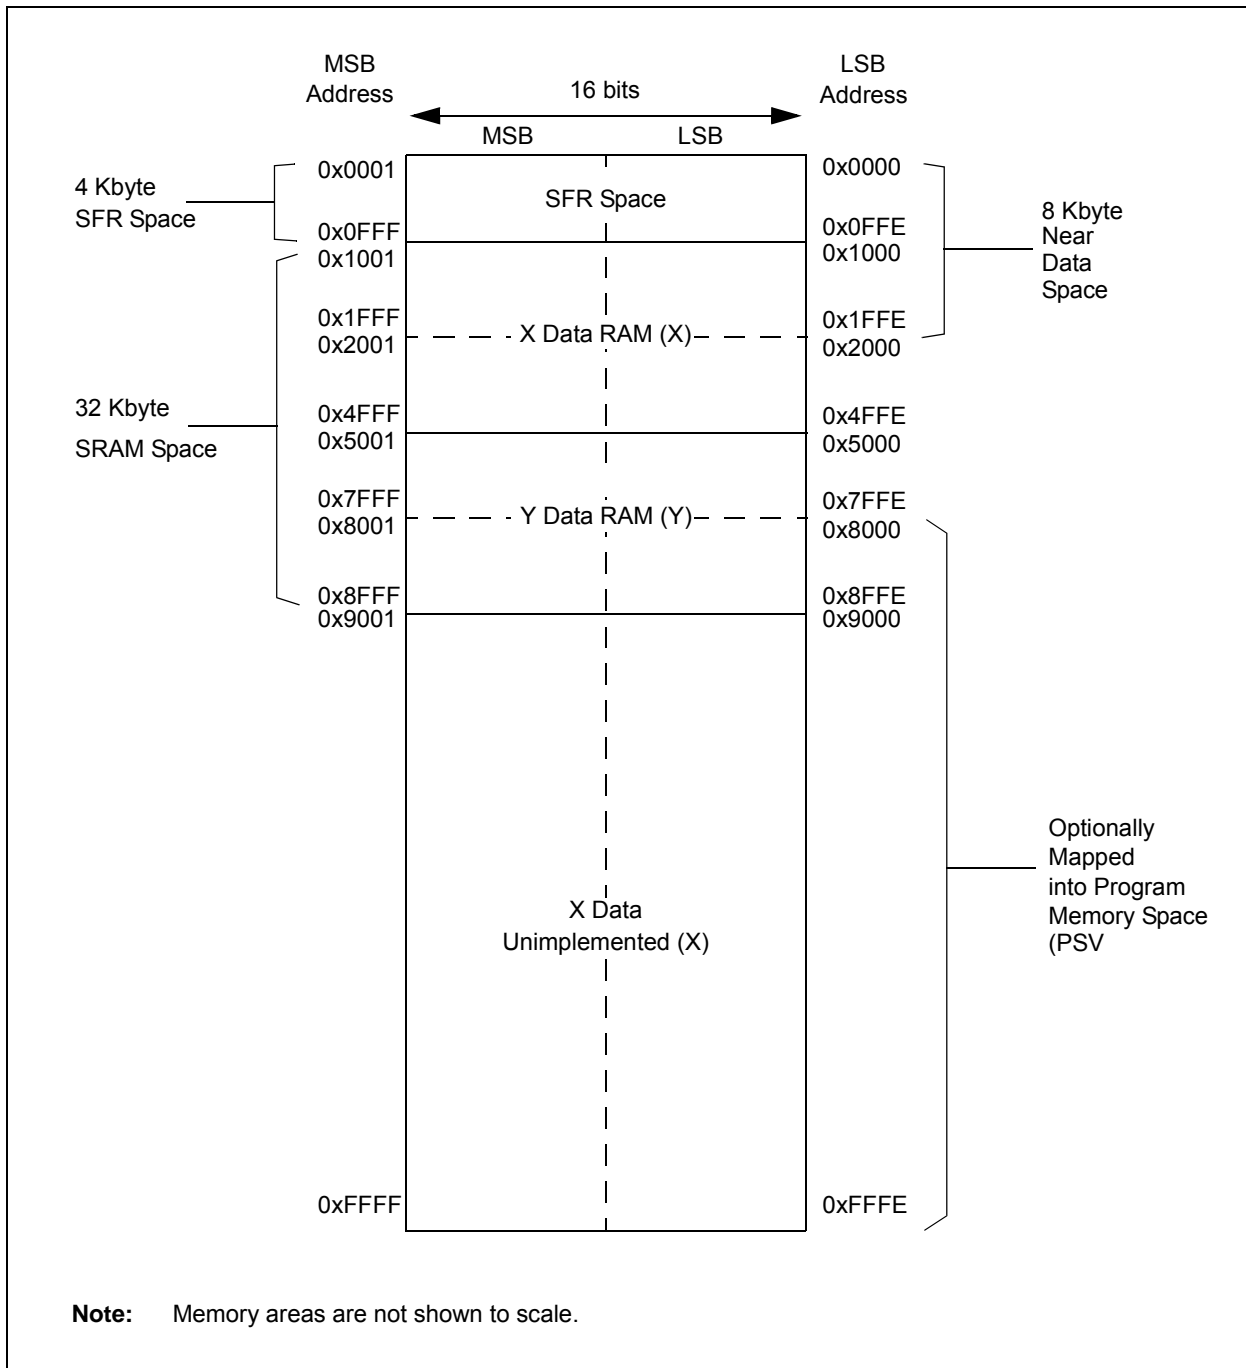 MSB
Address
16 bits
LSB
Address
MSB
LSB
4 Kbyte
SFR Space
0x0001
0x0FFF
0x1001
SFR Space
0x0000
0x0FFE
0x1000
8 Kbyte
Near
Data
Space
0x1FFF
0x2001
X Data RAM (X)
0x1FFE
0x2000
32 Kbyte
SRAM Space
0x4FFF
0x5001
0x4FFE
0x5000
0x7FFF
0x8001
Y Data RAM (Y)
0x7FFE
0x8000
0x8FFF
0x9001
0x8FFE
0x9000
X Data
Unimplemented (X)
Optionally
Mapped
into Program
Memory Space
(PSV
0xFFFF
0xFFFE
Note: Memory areas are not shown to scale.